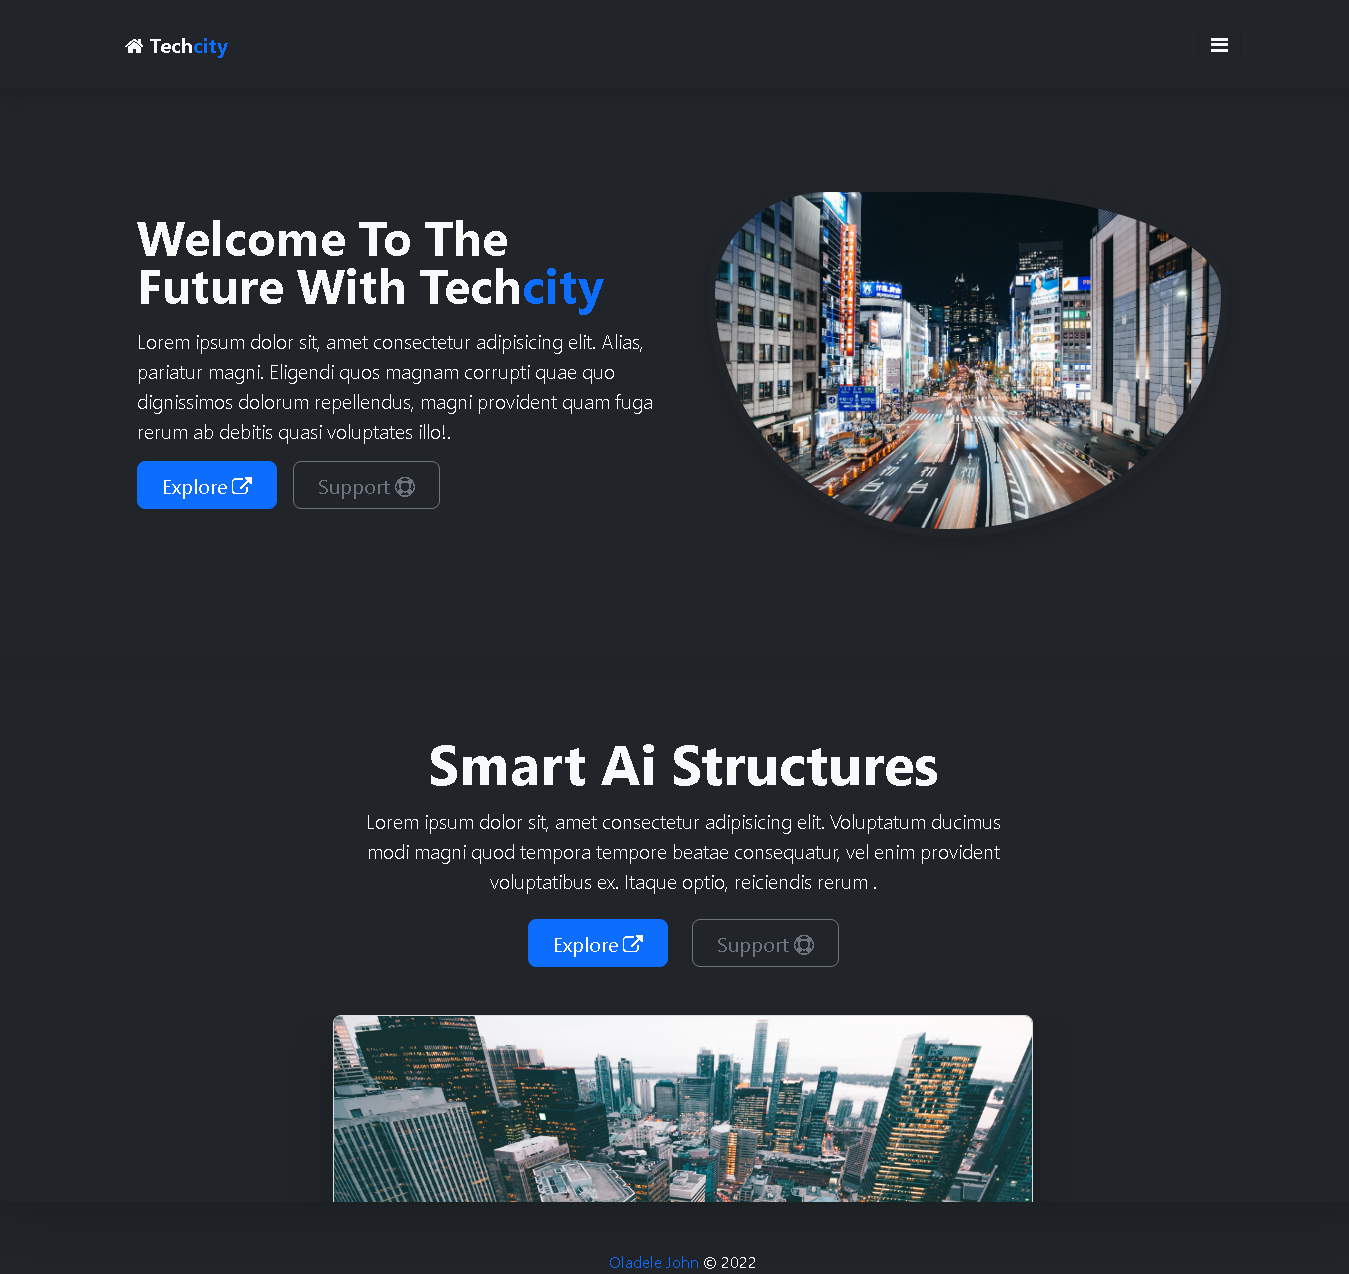 Techcity
Welcome To The
Future With Techcity
Lorem ipsum dolor sit, amet consectetur adipisicing elit. Alias,
pariatur magni. Eligendi quos magnam corrupti quae quo
dignissimos dolorum repellendus, magni provident quam fuga
rerum ab debitis quasi voluptates illo!.
Explore
Support
Smart Ai Structures
Lorem ipsum dolor sit, amet consectetur adipisicing elit. Voluptatum ducimus
modi magni quod tempora tempore beatae consequatur, vel enim provident
voluptatibus ex. Itaque optio, reiciendis rerum .
Explore
Support
Oladele John © 2022